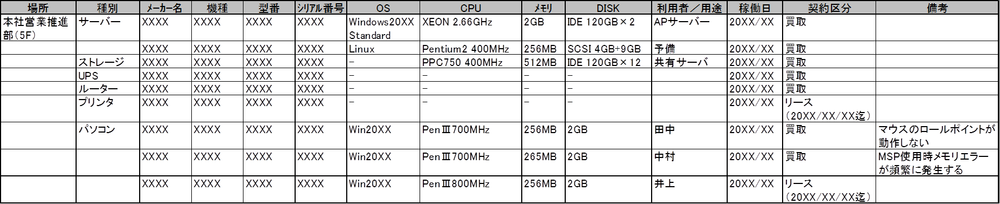 場所 種別 ﾒｰｶｰ名 機種 型番 ｼﾘｱﾙ番号 OS CPU ﾒﾓﾘ DISK 利用者／用途 稼働日 契約区分 備考
本社営業推進 サーバー XXXX XXXX XXXX XXXX Windows20XX XEON 2.66GHz 2GB IDE 120GB×2 APサーバー 20XX/XX 買取
部（5F） Standard
XXXX XXXX XXXX XXXX Linux Pentium2 400MHz 256MB SCSI 4GB+9GB 予備 20XX/XX 買取
ストレージ XXXX XXXX XXXX XXXX - PPC750 400MHz 512MB IDE 120GB×12 共有サーバ 20XX/XX 買取
UPS XXXX XXXX XXXX XXXX - - - - 20XX/XX 買取
ルーター XXXX XXXX XXXX XXXX - - - - 20XX/XX 買取
プリンタ XXXX XXXX XXXX XXXX - - - - 20XX/XX リース
（20XX/XX/XX迄）
パソコン XXXX XXXX XXXX XXXX Win20XX PenⅢ700MHz 256MB 2GB 田中 20XX/XX 買取 マウスのロールポイントが
動作しない
XXXX XXXX XXXX XXXX Win20XX PenⅢ700MHz 265MB 2GB 中村 20XX/XX 買取 MSP使用時メモリエラー
が頻繁に発生する
XXXX XXXX XXXX XXXX Win20XX PenⅢ800MHz 256MB 2GB 井上 20XX/XX リース
（20XX/XX/XX迄）